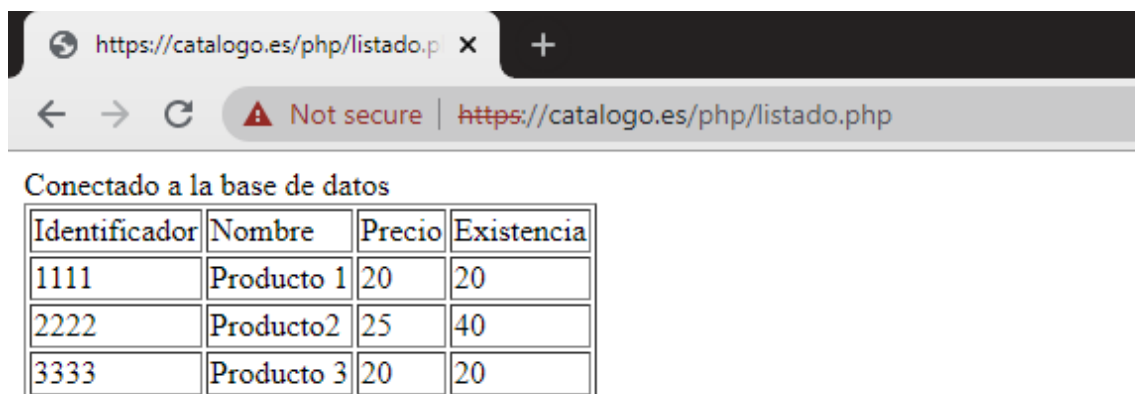 https://catalogo.es/php/listado.p
Not secure | https://catalogo.es/php/listado.php
Conectado a la base de datos
Identificador Nombre Precio Existencia
1111 Producto 1 20 20
2222 Producto2 25 40
3333 Producto 3 20 20